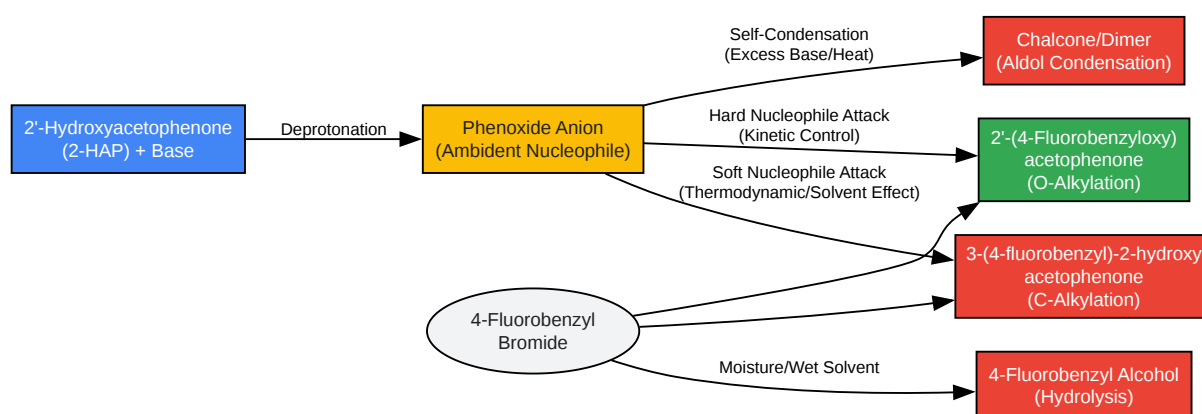 2'-Hydroxyacetophenone
(2-HAP) + Base
Deprotonation
Phenoxide Anion
(Ambident Nucleophile)
Self-Condensation
(Excess Base/Heat)
Chalcone/Dimer
(Aldol Condensation)
Hard Nucleophile Attack
(Kinetic Control)
2'-(4-Fluorobenzyloxy)
acetophenone
(O-Alkylation)
Soft Nucleophile Attack
(Thermodynamic/Solvent Effect)
3-(4-fluorobenzyl)-2-hydroxy
acetophenone
(C-Alkylation)
4-Fluorobenzyl
Bromide
Moisture/Wet Solvent
4-Fluorobenzyl Alcohol
(Hydrolysis)